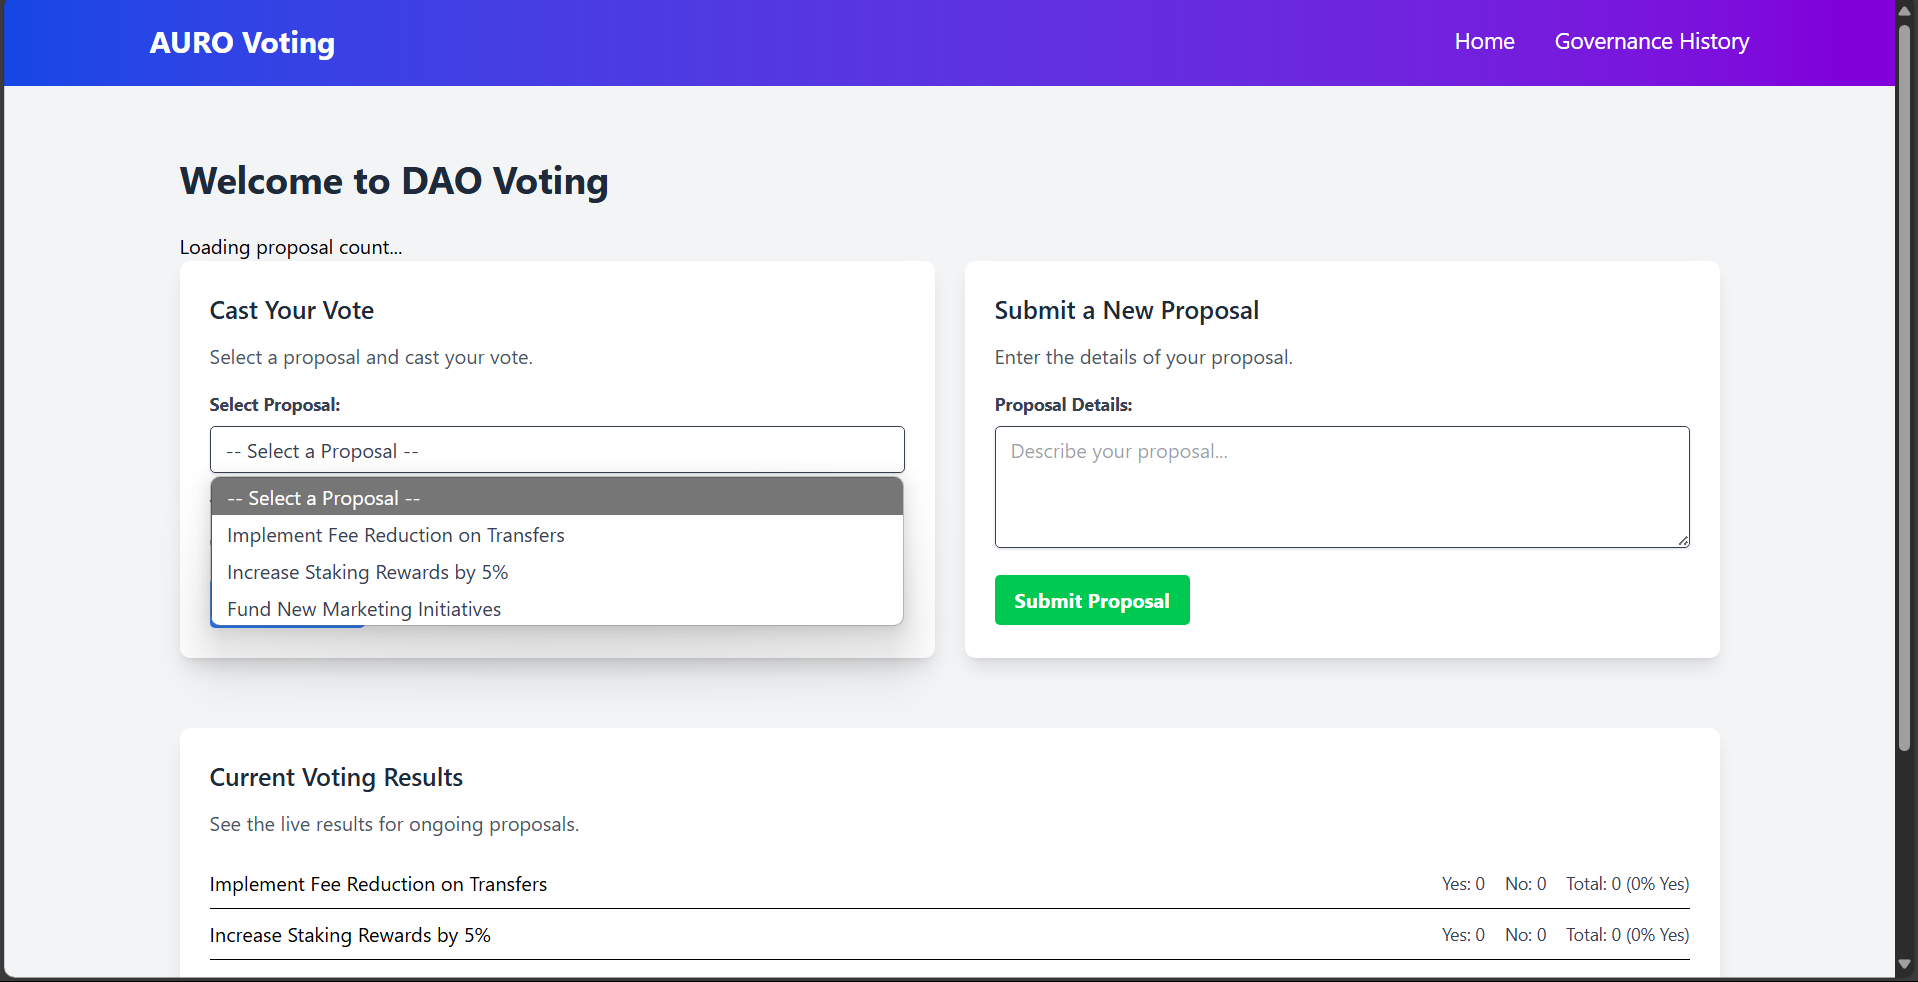 AURO Voting
Home
Governance History
Welcome to DAO Voting
Loading proposal count...
Cast Your Vote
Select a proposal and cast your vote.
Select Proposal:
-- Select a Proposal --
-- Select a Proposal --
Implement Fee Reduction on Transfers
Increase Staking Rewards by 5%
Fund New Marketing Initiatives
Submit a New Proposal
Enter the details of your proposal.
Proposal Details:
Describe your proposal...
Submit Proposal
Current Voting Results
See the live results for ongoing proposals.
Implement Fee Reduction on Transfers Yes: 0 No: 0 Total: 0 (0% Yes)
Increase Staking Rewards by 5% Yes: 0 No: 0 Total: 0 (0% Yes)